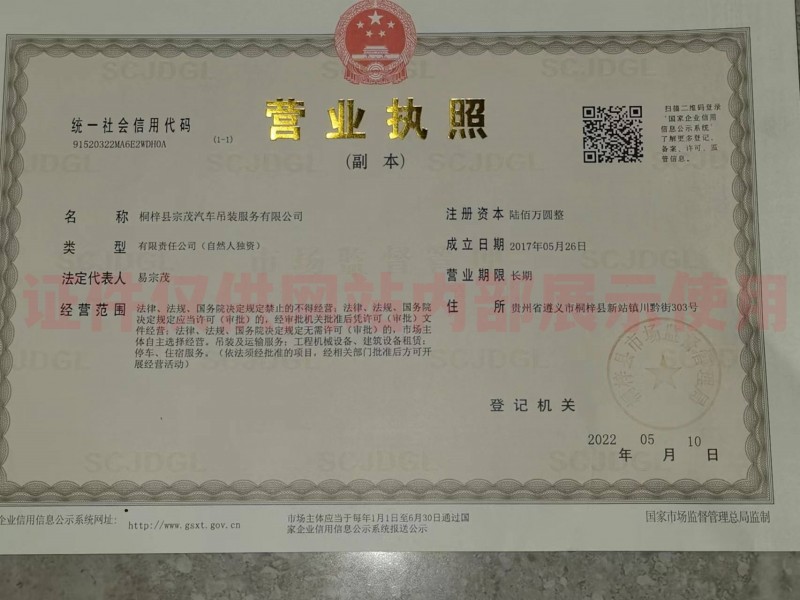 营业执照
(副 本)
(1-1)
统一社会信用代码
91520322MA6E2WDH0A
扫描二维码登录
"国家企业信用
信息公示系统"
了解更多登记、
备案、许可、监
管信息。
名 称 桐梓县宗茂汽车吊装服务有限公司
类 型 有限责任公司（自然人独资）
法定代表人 易宗茂
经营范围 法律、法规、国务院决定规定禁止的不得经营；法律、法规、国务院
决定规定应当许可（审批）的，经审批机关批准后凭许可（审批）文
件经营；法律、法规、国务院决定规定无需许可（审批）的，市场主
体自主选择经营。吊装及运输服务；工程机械设备、建筑设备租赁；
停车、住宿服务。（依法须经批准的项目，经相关部门批准后方可开
展经营活动）
注册资本 陆佰万圆整
成立日期 2017年05月26日
营业期限 长期
住 所 贵州省遵义市桐梓县新站镇川黔街303号
证件仅供网站内部展示使用
登记机关
桐梓县市场监督管理局
2022 年 05 月 10 日
企业信用信息公示系统网址：
http://www.gsxt.gov.cn
市场主体应当于每年1月1日至6月30日通过国
家企业信用信息公示系统报送公示
国家市场监督管理总局监制
SCJDGL
SCJDGL
SCJDGL
SCJDGL